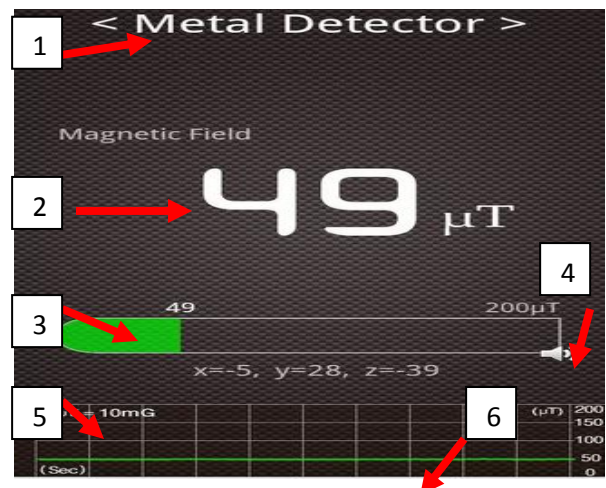 < Metal Detector >
1
Magnetic Field
2
49 µT
4
3
49
200µT
x=-5, y=28, z=-39
5
= 10mG
6
(µT)
200
150
100
50
0
(Sec)